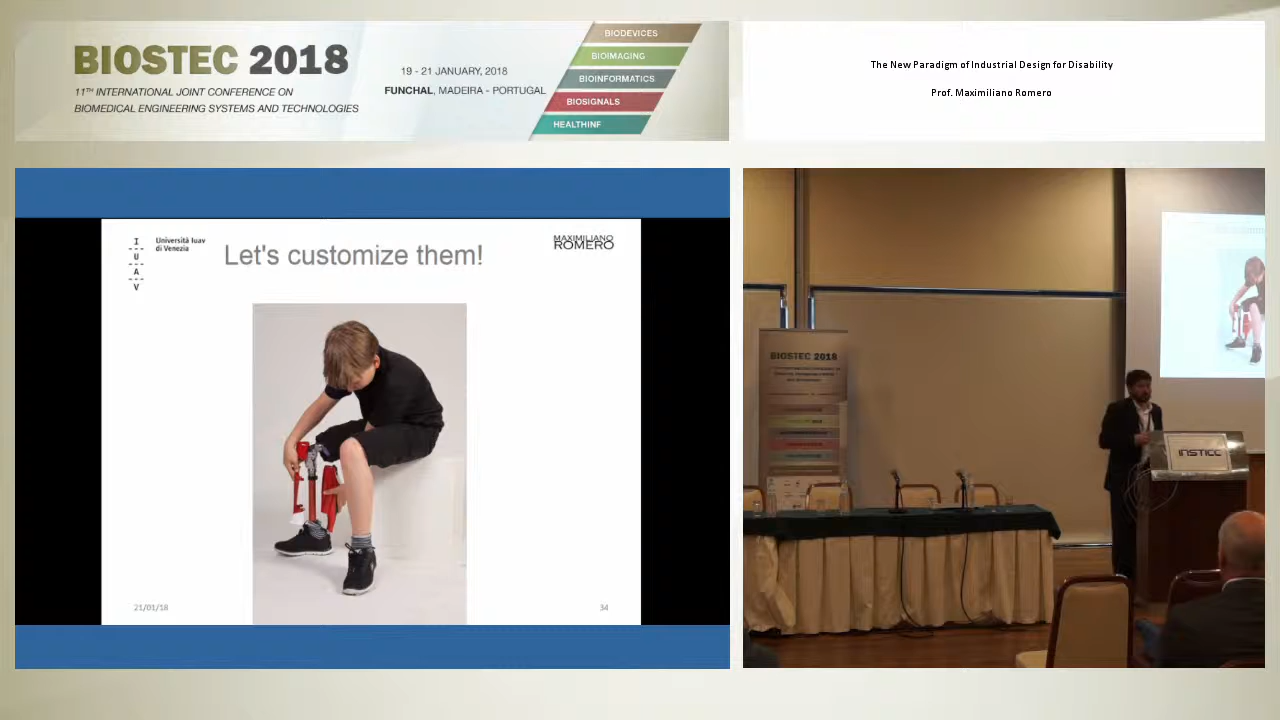 BIOSTEC 2018
11TH INTERNATIONAL JOINT CONFERENCE ON
BIOMEDICAL ENGINEERING SYSTEMS AND TECHNOLOGIES
19 - 21 JANUARY, 2018
FUNCHAL, MADEIRA - PORTUGAL
BIODEVICES
BIOIMAGING
BIOINFORMATICS
BIOSIGNALS
HEALTHINF
The New Paradigm of Industrial Design for Disability
Prof. Maximiliano Romero
I
U
A
V
Università Iuav
di Venezia
Let's customize them!
MAXIMILIANO
ROMERO
21/01/18
34
BIOSTEC 2018
INSTICC